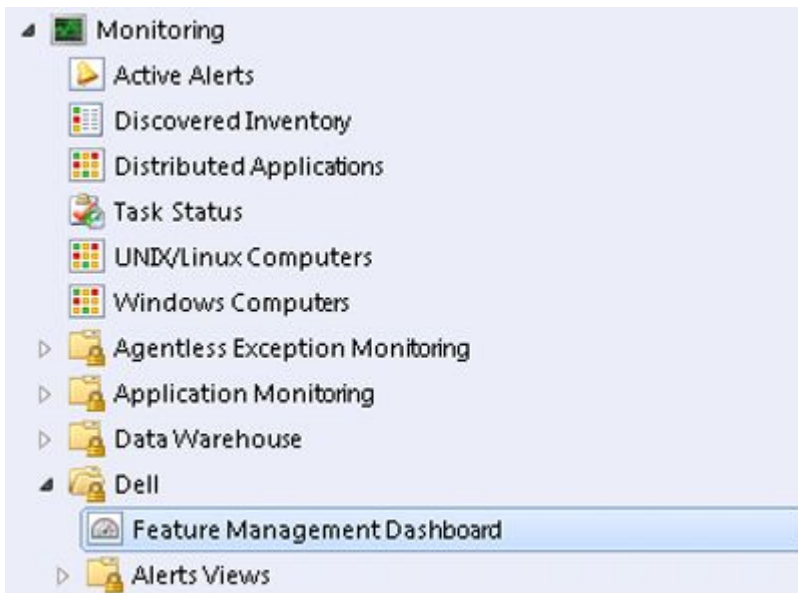 Monitoring
Active Alerts
Discovered Inventory
Distributed Applications
Task Status
UNIX/Linux Computers
Windows Computers
Agentless Exception Monitoring
Application Monitoring
Data Warehouse
Dell
Feature Management Dashboard
Alerts Views